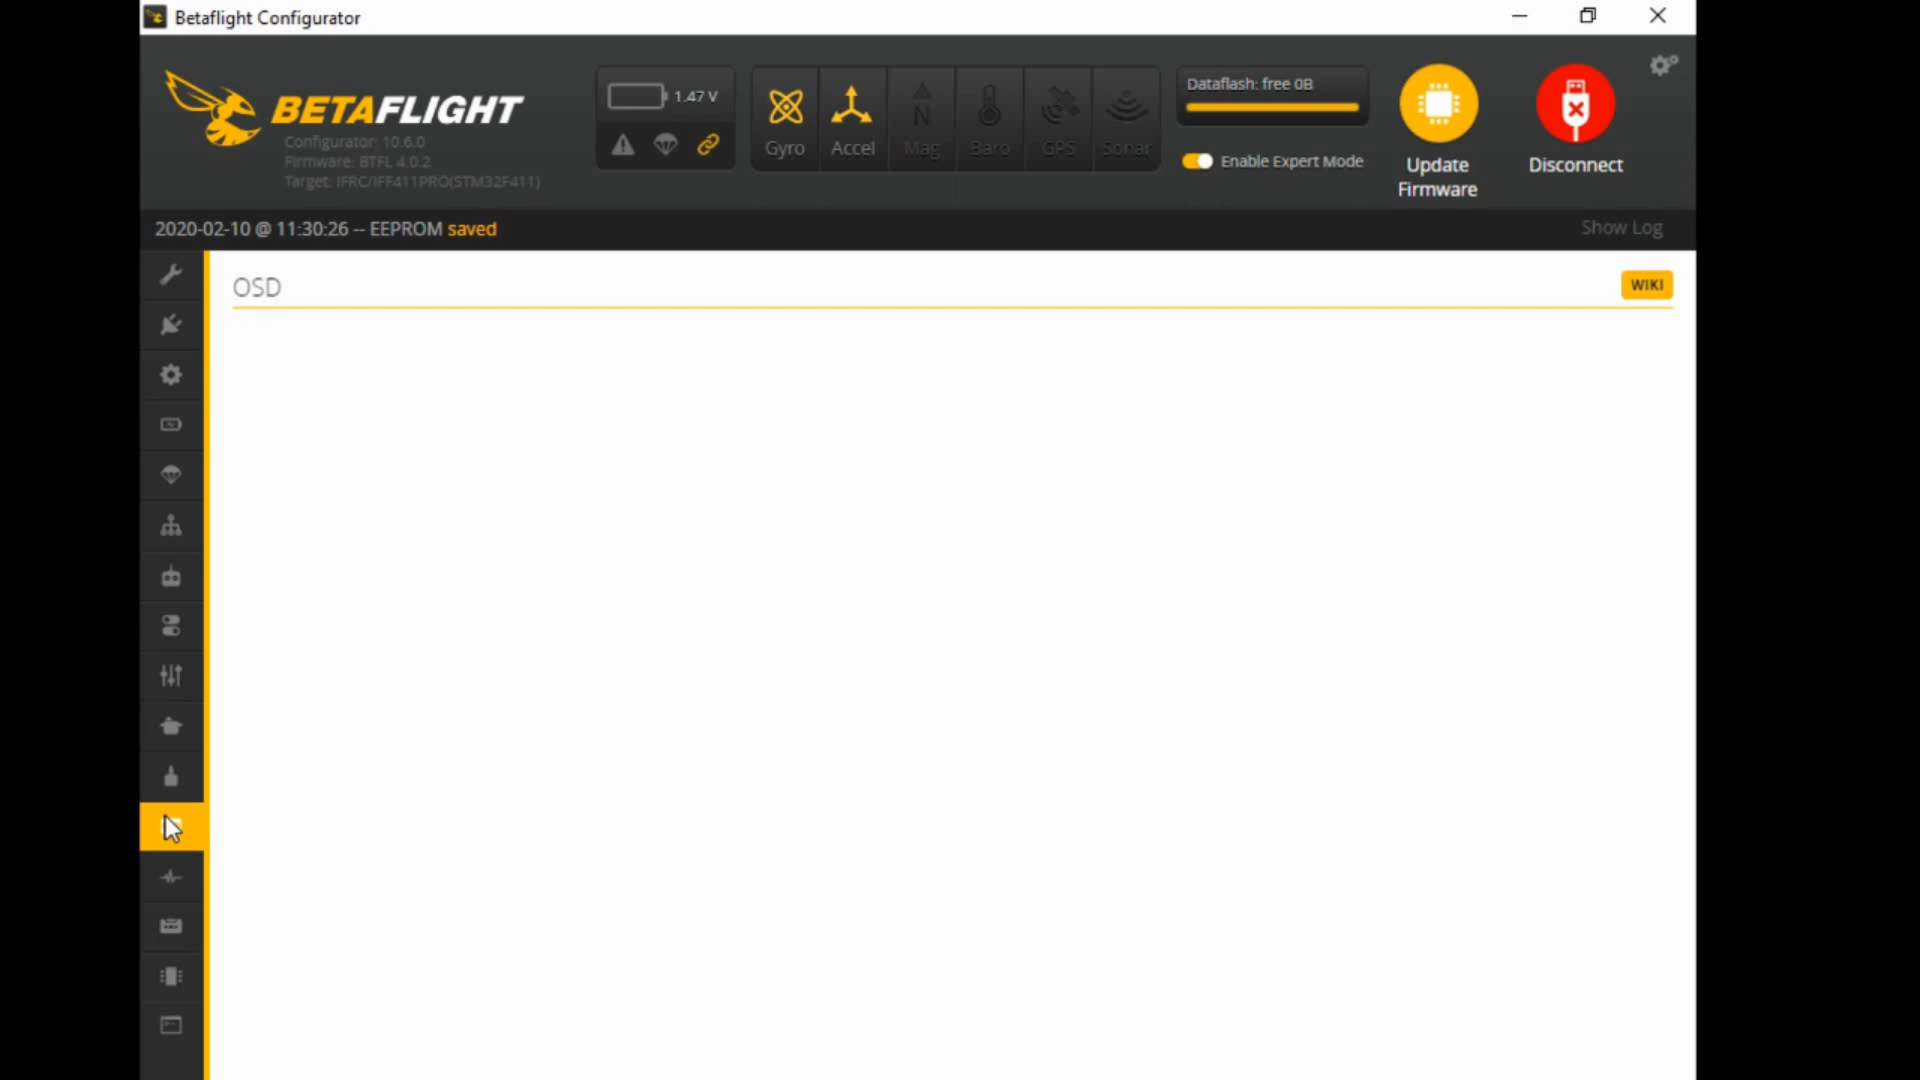 Betaflight Configurator
BETAFLIGHT
Configurator: 10.6.0
Firmware: BTFL 4.0.2
Target: IFRC/IFF411PRO(STM32F411)
1.47 V
Gyro
Accel
Mag
Baro
GPS
Sonar
Dataflash: free 0B
Enable Expert Mode
Update
Firmware
Disconnect
2020-02-10 @ 11:30:26 -- EEPROM saved
Show Log
OSD
WIKI